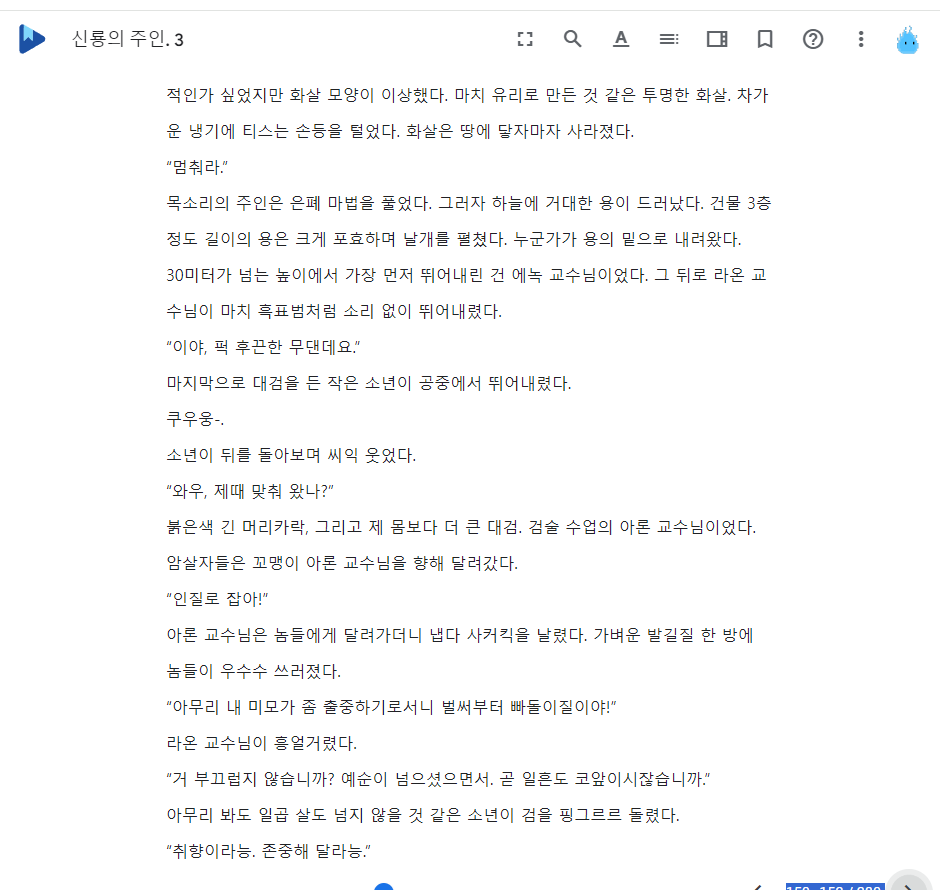 신룡의 주인. 3
적인가 싶었지만 화살 모양이 이상했다. 마치 유리로 만든 것 같은 투명한 화살. 차가
운 냉기에 티스는 손등을 털었다. 화살은 땅에 닿자마자 사라졌다.
“멈춰라.”
목소리의 주인은 은폐 마법을 풀었다. 그러자 하늘에 거대한 용이 드러났다. 건물 3층
정도 길이의 용은 크게 포효하며 날개를 펼쳤다. 누군가가 용의 밑으로 내려왔다.
30미터가 넘는 높이에서 가장 먼저 뛰어내린 건 에녹 교수님이었다. 그 뒤로 라온 교
수님이 마치 흑표범처럼 소리 없이 뛰어내렸다.
“이야, 퍽 후끈한 무댄데요.”
마지막으로 대검을 든 작은 소년이 공중에서 뛰어내렸다.
쿠우웅-.
소년이 뒤를 돌아보며 씨익 웃었다.
“와우, 제때 맞춰 왔나?”
붉은색 긴 머리카락, 그리고 제 몸보다 더 큰 대검. 검술 수업의 아론 교수님이었다.
암살자들은 꼬맹이 아론 교수님을 향해 달려갔다.
“인질로 잡아!”
아론 교수님은 놈들에게 달려가더니 냅다 사커킥을 날렸다. 가벼운 발길질 한 방에
놈들이 우수수 쓰러졌다.
“아무리 내 미모가 좀 출중하기로서니 벌써부터 빠돌이질이야!”
라온 교수님이 흥얼거렸다.
“거 부끄럽지 않습니까? 예순이 넘으셨으면서. 곧 일흔도 코앞이시잖습니까.”
아무리 봐도 일곱 살도 넘지 않을 것 같은 소년이 검을 핑그르르 돌렸다.
“취향이라능. 존중해 달라능.”